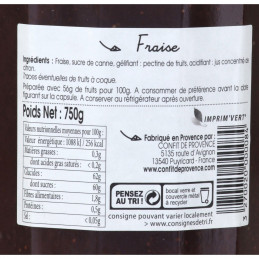 Fraise
Ingrédients : Fraise, sucre de canne, gélifiant : pectine de fruits, acidifiant : jus concentré de
citron.
Traces éventuelles de fruits à coque.
Préparée avec 56g de fruits pour 100g. A consommer de préférence avant la date
figurant sur la capsule. A conserver au réfrigérateur après ouverture.
Poids Net : 750g
IMPRIM'VERT®
Valeurs nutritionnelles moyennes pour 100g :
Valeur énergétique : 1088 kJ / 256 kcal
Matières grasses : 0.3g
dont acides gras saturés : < 0.2g
Glucides : 62g
dont sucres : 60g
Fibres alimentaires : 1.8g
Protéines : 0.5g
Sel : < 0.05g
Fabriqué en Provence par :
CONFIT DE PROVENCE
5135 route d'Avignon
13540 Puyricard - France
www.confitdeprovence.com
PENSEZ
AU TRI !
bocal verre et
couvercle métal
à recycler
consigne pouvant varier localement
> www.consignesdetri.fr